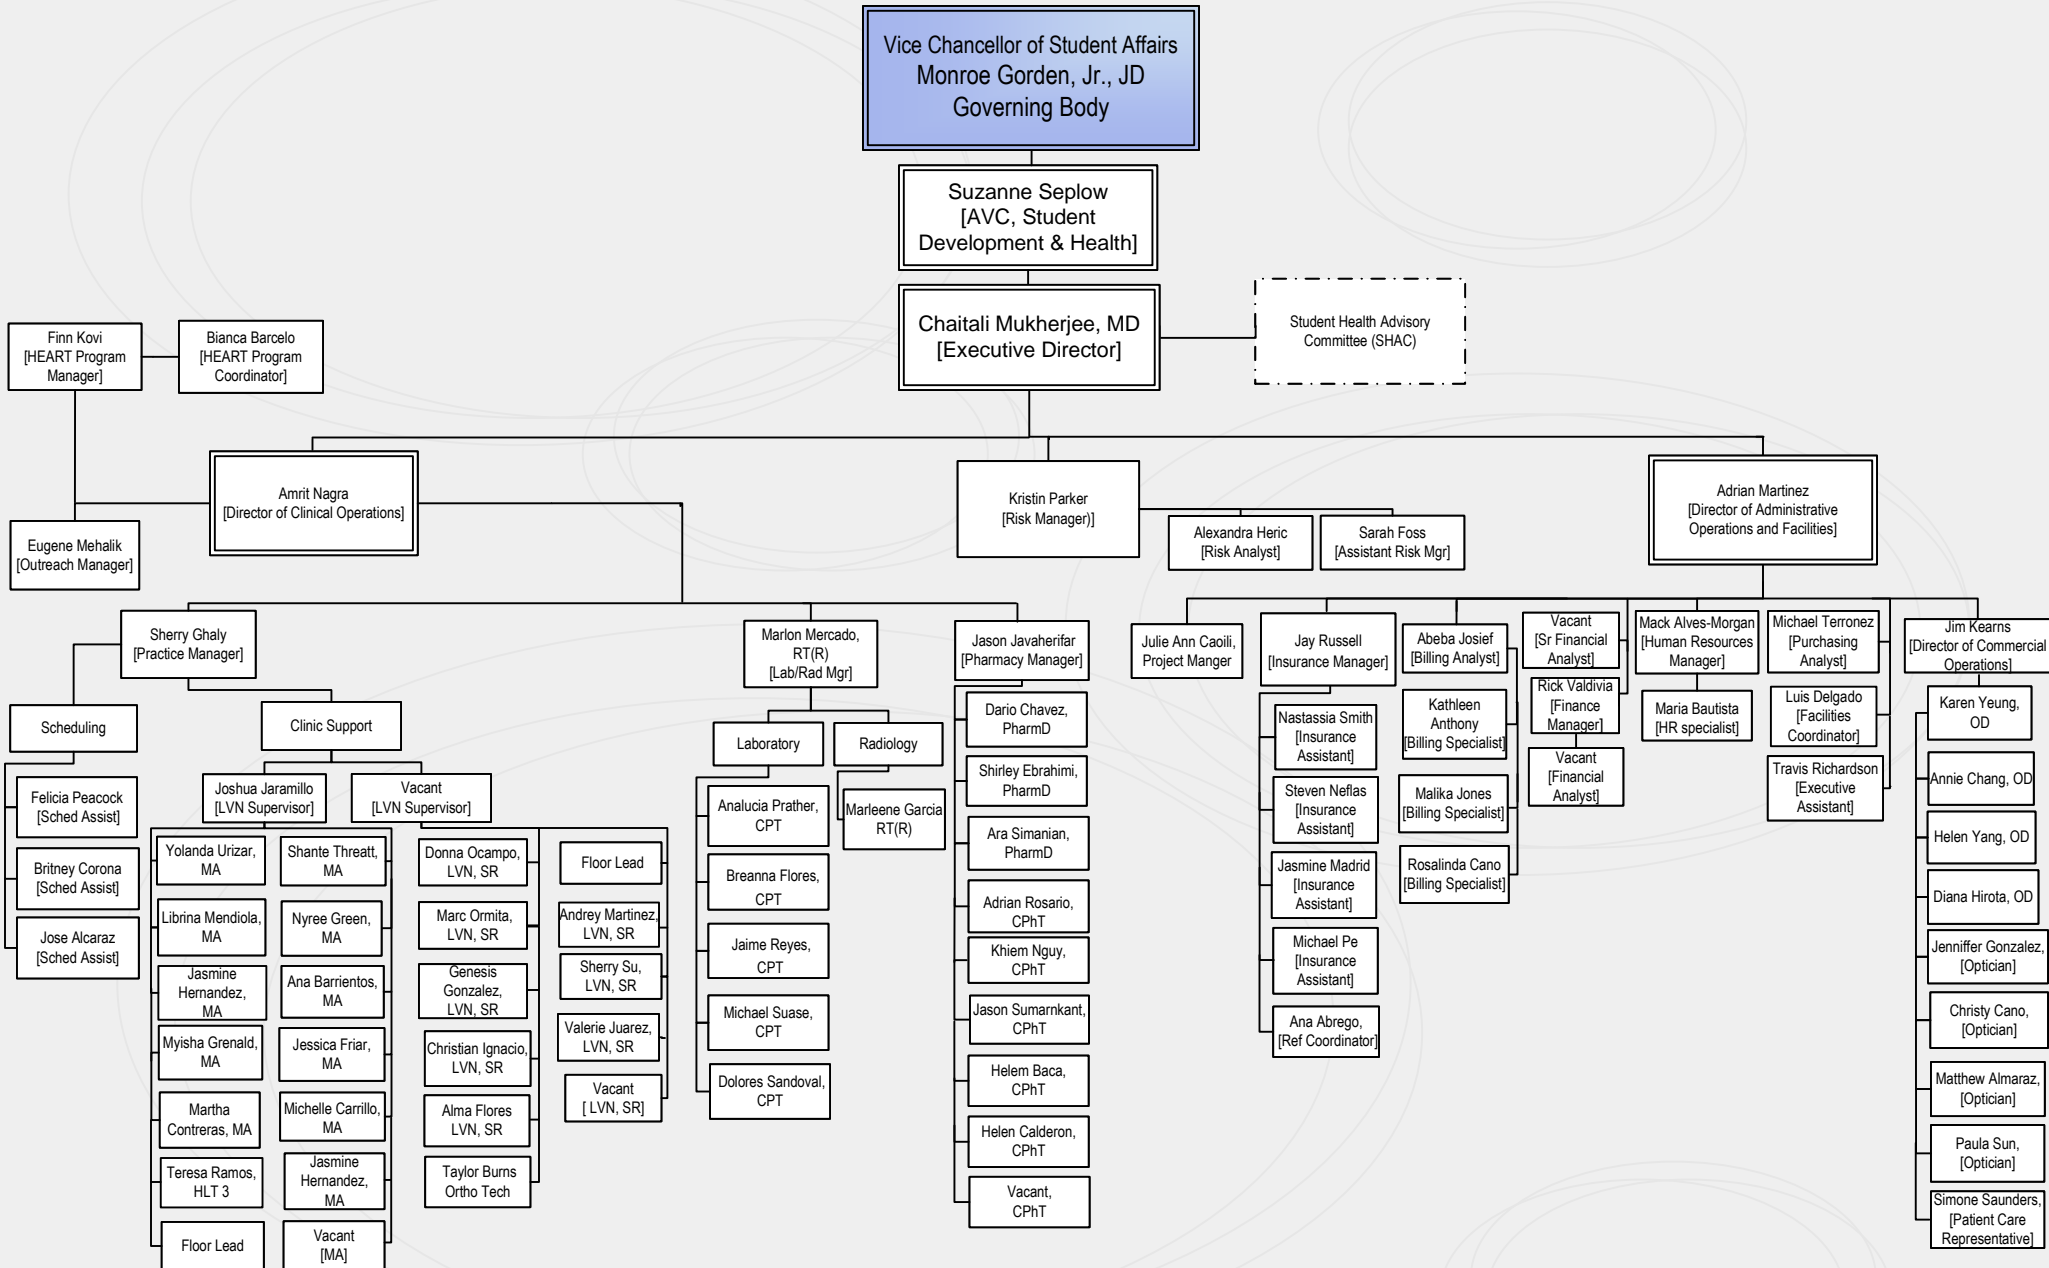 Vice Chancellor of Student Affairs
Monroe Gorden, Jr., JD
Governing Body
Suzanne Seplow
[AVC, Student
Development & Health]
Chaitali Mukherjee, MD
[Executive Director]
Student Health Advisory
Committee (SHAC)
Finn Kovi
[HEART Program
Manager]
Bianca Barcelo
[HEART Program
Coordinator]
Amrit Nagra
[Director of Clinical Operations]
Eugene Mehalik
[Outreach Manager]
Kristin Parker
[Risk Manager)]
Alexandra Heric
[Risk Analyst]
Sarah Foss
[Assistant Risk Mgr]
Adrian Martinez
[Director of Administrative
Operations and Facilities]
Sherry Ghaly
[Practice Manager]
Scheduling
Felicia Peacock
[Sched Assist]
Britney Corona
[Sched Assist]
Jose Alcaraz
[Sched Assist]
Clinic Support
Joshua Jaramillo
[LVN Supervisor]
Yolanda Urizar,
MA
Librina Mendiola,
MA
Jasmine
Hernandez,
MA
Myisha Grenald,
MA
Martha
Contreras, MA
Teresa Ramos,
HLT 3
Floor Lead
Shante Threatt,
MA
Nyree Green,
MA
Ana Barrientos,
MA
Jessica Friar,
MA
Michelle Carrillo,
MA
Jasmine
Hernandez,
MA
Vacant
[MA]
Vacant
[LVN Supervisor]
Donna Ocampo,
LVN, SR
Marc Ormita,
LVN, SR
Genesis
Gonzalez,
LVN, SR
Christian Ignacio,
LVN, SR
Alma Flores
LVN, SR
Taylor Burns
Ortho Tech
Floor Lead
Andrey Martinez,
LVN, SR
Sherry Su,
LVN, SR
Valerie Juarez,
LVN, SR
Vacant
[ LVN, SR]
Marlon Mercado,
RT(R)
[Lab/Rad Mgr]
Laboratory
Analucia Prather,
CPT
Breanna Flores,
CPT
Jaime Reyes,
CPT
Michael Suase,
CPT
Dolores Sandoval,
CPT
Radiology
Marleene Garcia
RT(R)
Jason Javaherifar
[Pharmacy Manager]
Dario Chavez,
PharmD
Shirley Ebrahimi,
PharmD
Ara Simanian,
PharmD
Adrian Rosario,
CPhT
Khiem Nguy,
CPhT
Jason Sumarnkant,
CPhT
Helem Baca,
CPhT
Helen Calderon,
CPhT
Vacant,
CPhT
Julie Ann Caoili,
Project Manger
Jay Russell
[Insurance Manager]
Nastassia Smith
[Insurance
Assistant]
Steven Neflas
[Insurance
Assistant]
Jasmine Madrid
[Insurance
Assistant]
Michael Pe
[Insurance
Assistant]
Ana Abrego,
[Ref Coordinator]
Abeba Josief
[Billing Analyst]
Kathleen
Anthony
[Billing Specialist]
Malika Jones
[Billing Specialist]
Rosalinda Cano
[Billing Specialist]
Vacant
[Sr Financial
Analyst]
Rick Valdivia
[Finance
Manager]
Vacant
[Financial
Analyst]
Mack Alves-Morgan
[Human Resources
Manager]
Maria Bautista
[HR specialist]
Michael Terronez
[Purchasing
Analyst]
Luis Delgado
[Facilities
Coordinator]
Travis Richardson
[Executive
Assistant]
Jim Kearns
[Director of Commercial
Operations]
Karen Yeung,
OD
Annie Chang, OD
Helen Yang, OD
Diana Hirota, OD
Jenniffer Gonzalez,
[Optician]
Christy Cano,
[Optician]
Matthew Almaraz,
[Optician]
Paula Sun,
[Optician]
Simone Saunders,
[Patient Care
Representative]